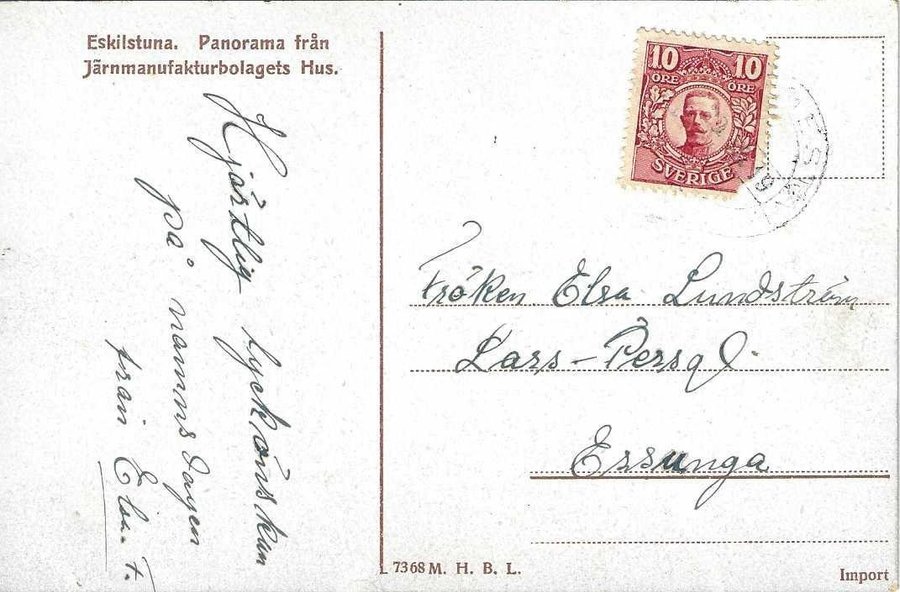 Eskilstuna. Panorama från
Järnmanufakturbolagets Hus.
Hjärtlig lyckönskan
på namnsdagen
från Elsa. T.
10 10
ÖRE ÖRE
SVERIGE
Fröken Elsa Lundström
Lars-Persg.
Essunga
L 7368 M. H. B. L.
Import